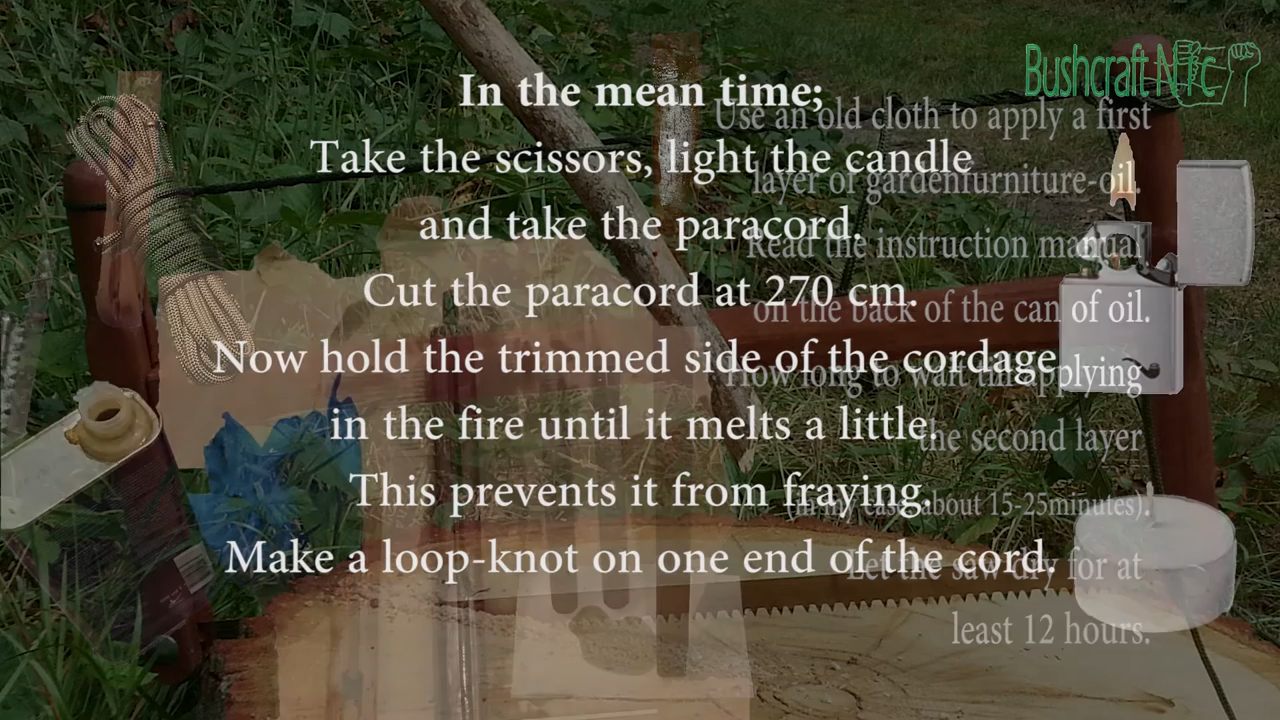 Bushcraft NTC
In the mean time;
Take the scissors, light the candle
and take the paracord.
Cut the paracord at 270 cm.
Now hold the trimmed side of the cordage
in the fire until it melts a little.
This prevents it from fraying.
Make a loop-knot on one end of the cord.
Use an old cloth to apply a first
layer of gardenfurniture-oil.
Read the instruction manual
on the back of the can of oil.
How long to wait till applying
the second layer
about 15-25minutes).
Let the saw dry for at
least 12 hours.